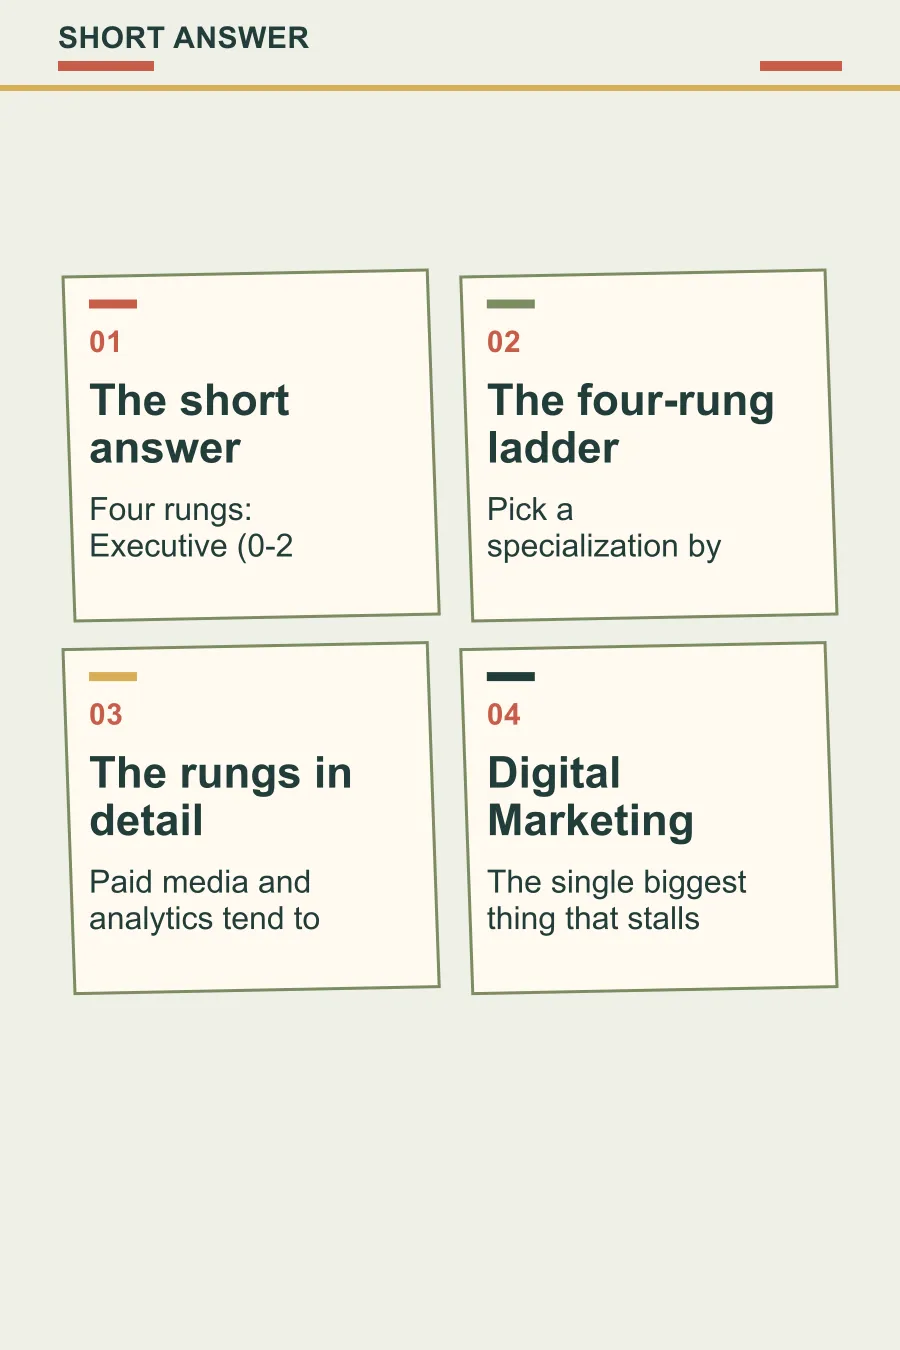 SHORT ANSWER
01
The short
answer
Four rungs:
Executive (0-2
02
The four-rung
ladder
Pick a
specialization by
03
The rungs in
detail
Paid media and
analytics tend to
04
Digital
Marketing
The single biggest
thing that stalls